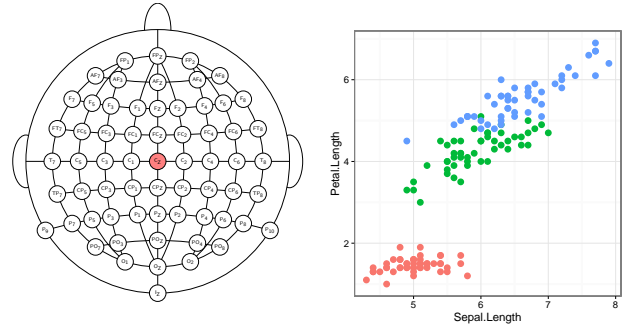 FP1 FPZ FP2
AF7 AF3 AFZ AF4 AF8
F7 F5 F3 F1 FZ F2 F4 F6 F8
FT7 FC5 FC3 FC1 FCZ FC2 FC4 FC6 FT8
T7 C5 C3 C1 CZ C2 C4 C6 T8
TP7 CP5 CP3 CP1 CPZ CP2 CP4 CP6 TP8
P9 P7 P5 P3 P1 PZ P2 P4 P6 P8 P10
PO7 PO3 POZ PO4 PO8
O1 OZ O2
IZ
Petal.Length
6
4
2
5 6 7 8
Sepal.Length